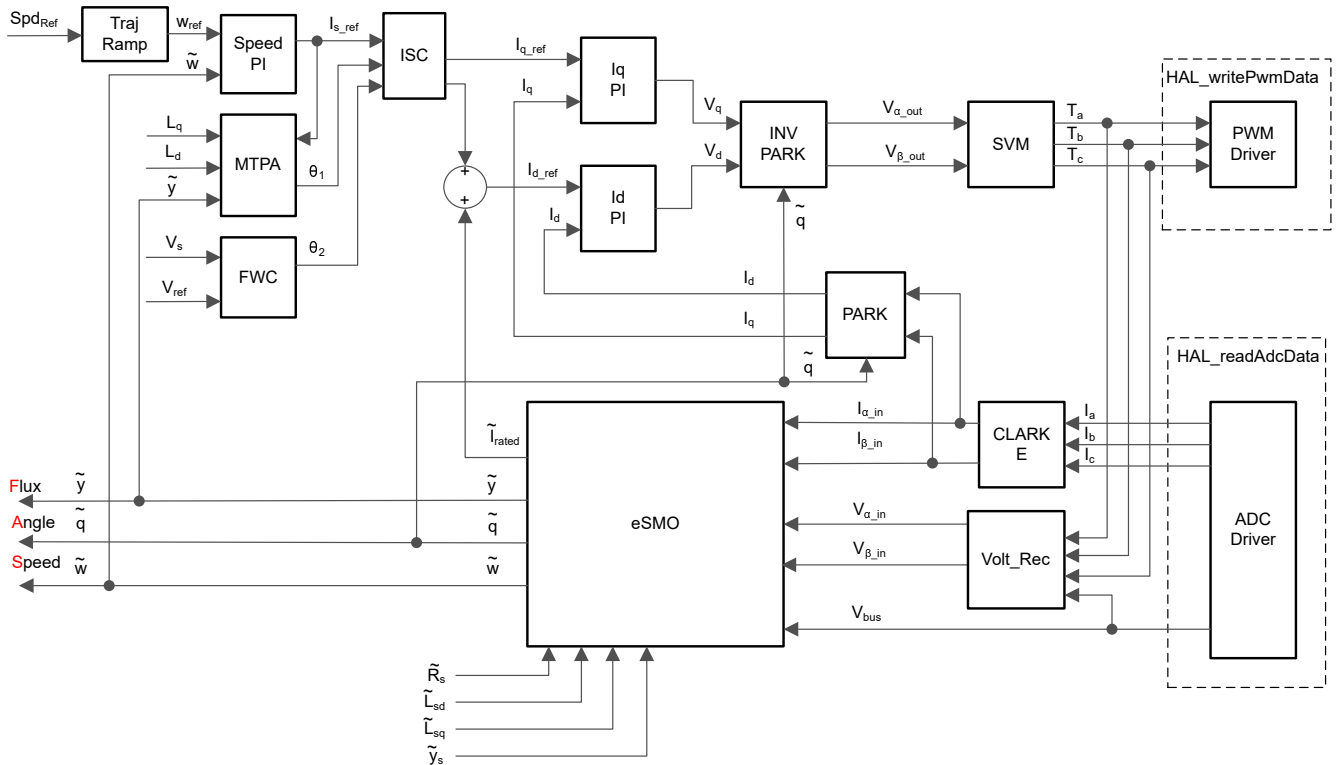 Spd_Ref
Traj
Ramp
w_ref
w̃
Speed
PI
I_s_ref
ISC
L_q
L_d
ỹ
MTPA
θ₁
V_s
V_ref
FWC
θ₂
I_q_ref
I_q
Iq
PI
+
+
I_d_ref
I_d
Id
PI
V_q
V_d
INV
PARK
q̃
V_α_out
V_β_out
SVM
T_a
T_b
T_c
HAL_writePwmData
PWM
Driver
I_d
I_q
PARK
q̃
HAL_readAdcData
I_α_in
I_β_in
CLARK
E
I_a
I_b
I_c
ADC
Driver
Ĩ_rated
ỹ
q̃
w̃
eSMO
V_α_in
V_β_in
Volt_Rec
V_bus
Flux
ỹ
Angle
q̃
Speed
w̃
R̃_s
L̃_sd
L̃_sq
ỹ_s